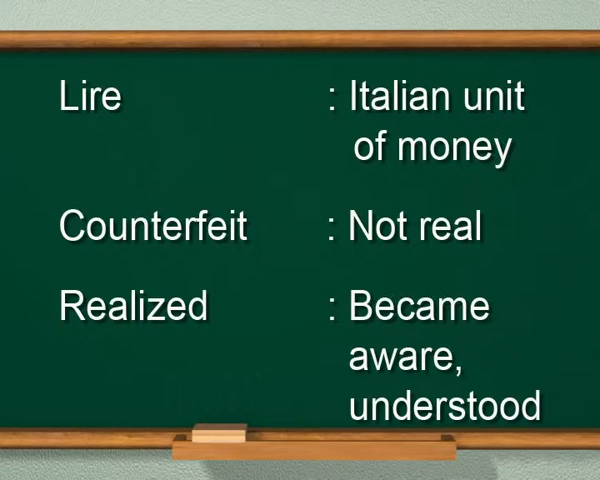 Lire : Italian unit
of money
Counterfeit : Not real
Realized : Became
aware,
understood